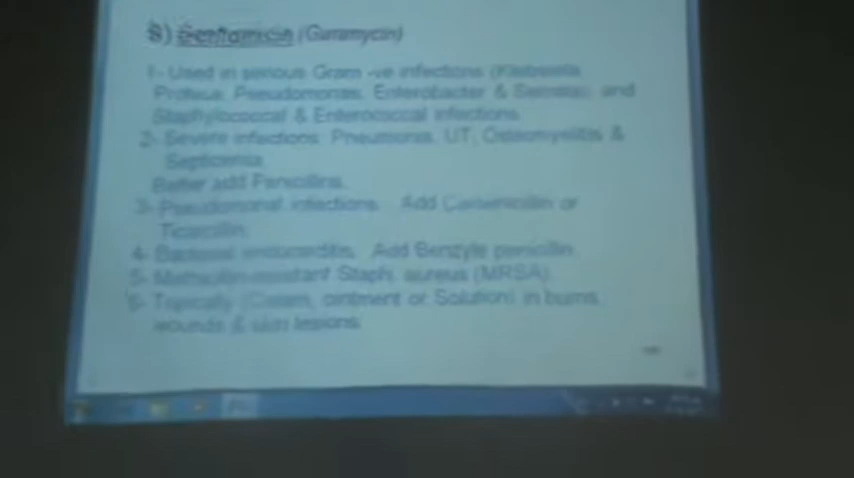 8) Gentamicin (Garamycin)
1- Used in serious Gram -ve infections (Klebsiella,
Proteus, Pseudomonas, Enterobacter & Serratia), and
Staphylococcal & Enterococcal infections.
2- Severe infections: Pneumonia, UT, Osteomyelitis &
Septicemia.
Better add Penicillins.
3- Pseudomonal infections: Add Carbenicillin or
Ticarcillin.
4- Bacterial endocarditis: Add Benzyle penicillin.
5- Methicillin-resistant Staph. aureus (MRSA)
6- Topically (Cream, ointment or Solution) in burns,
wounds & skin lesions.